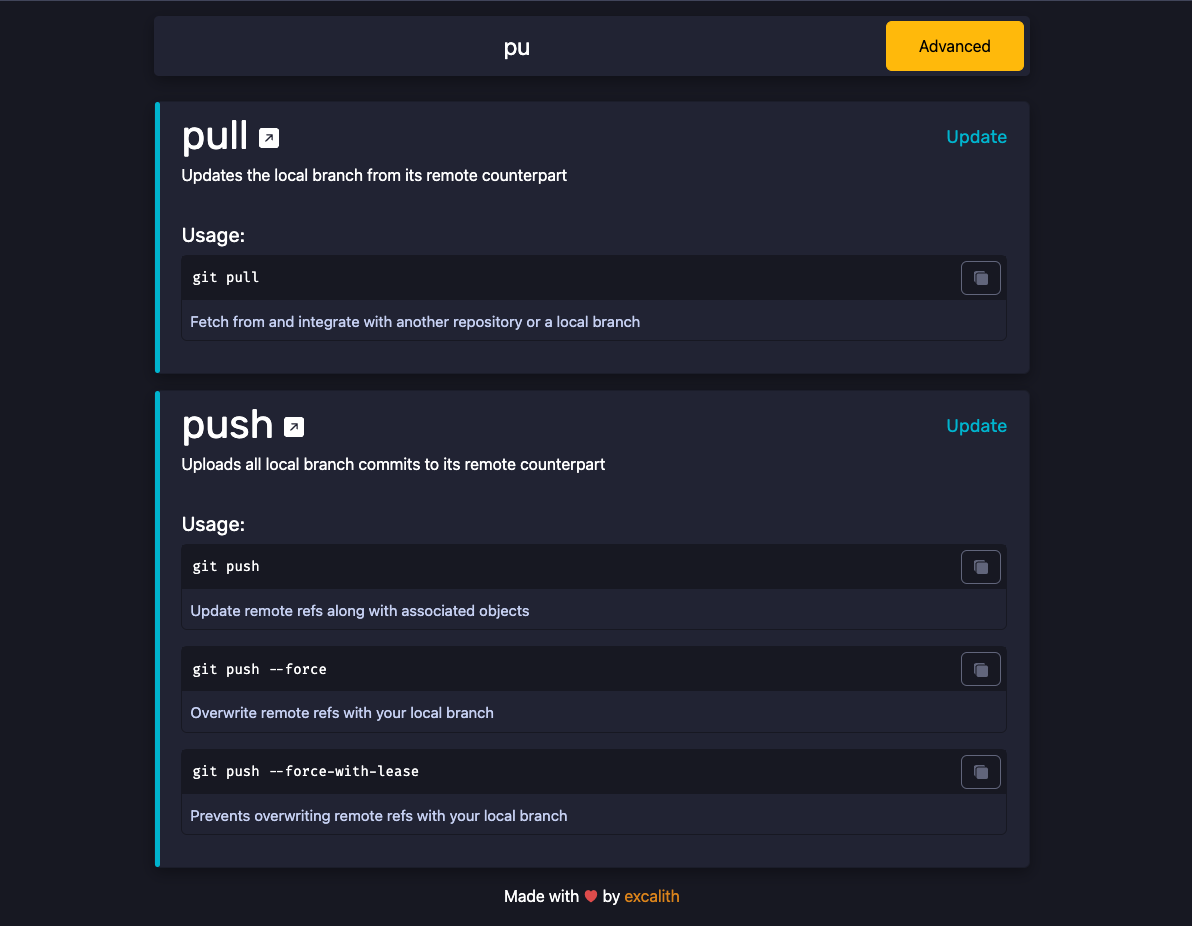 pu
Advanced
pull
Update
Updates the local branch from its remote counterpart
Usage:
git pull
Fetch from and integrate with another repository or a local branch
push
Update
Uploads all local branch commits to its remote counterpart
Usage:
git push
Update remote refs along with associated objects
git push --force
Overwrite remote refs with your local branch
git push --force-with-lease
Prevents overwriting remote refs with your local branch
Made with ❤ by excalith